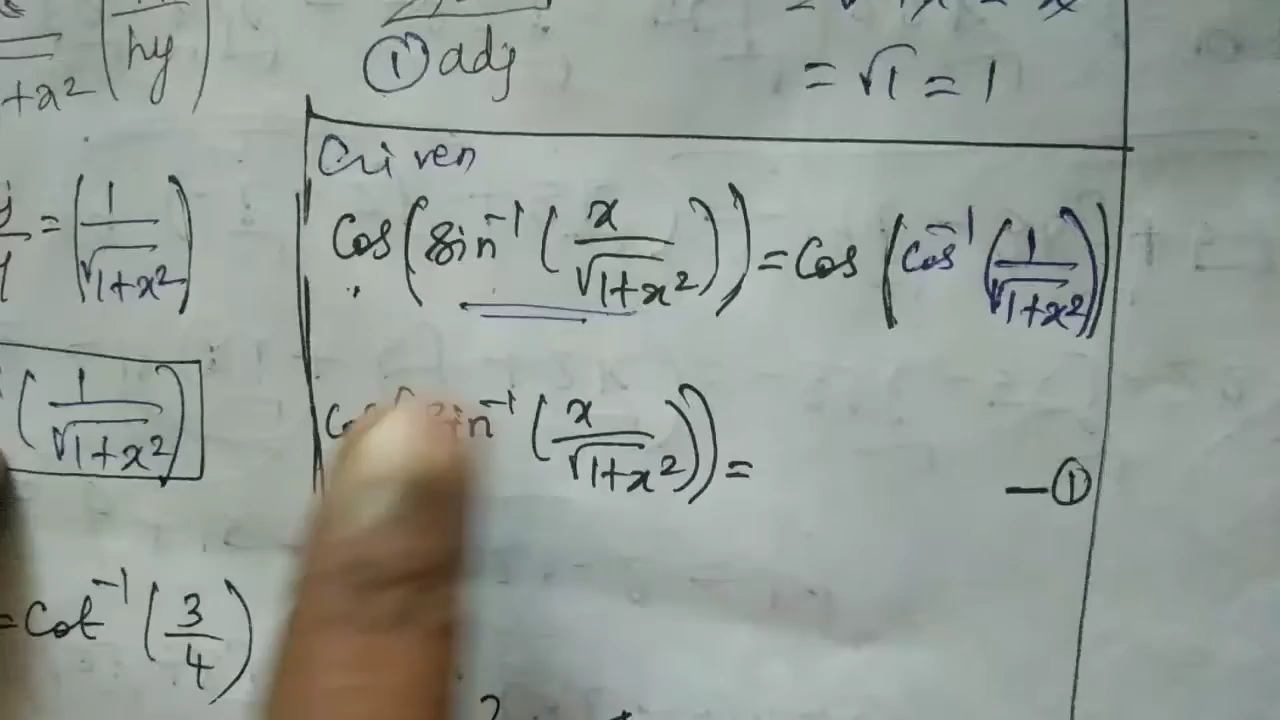 +x² (/hy)
① adj
= √1 = 1
Given
= (1/√1+x²)
Cos(sin⁻¹(x/√1+x²)) = Cos(Cos⁻¹(1/√1+x²))
(1/√1+x²)
sin⁻¹(x/√1+x²)) = — ①
= Cot⁻¹(3/4)